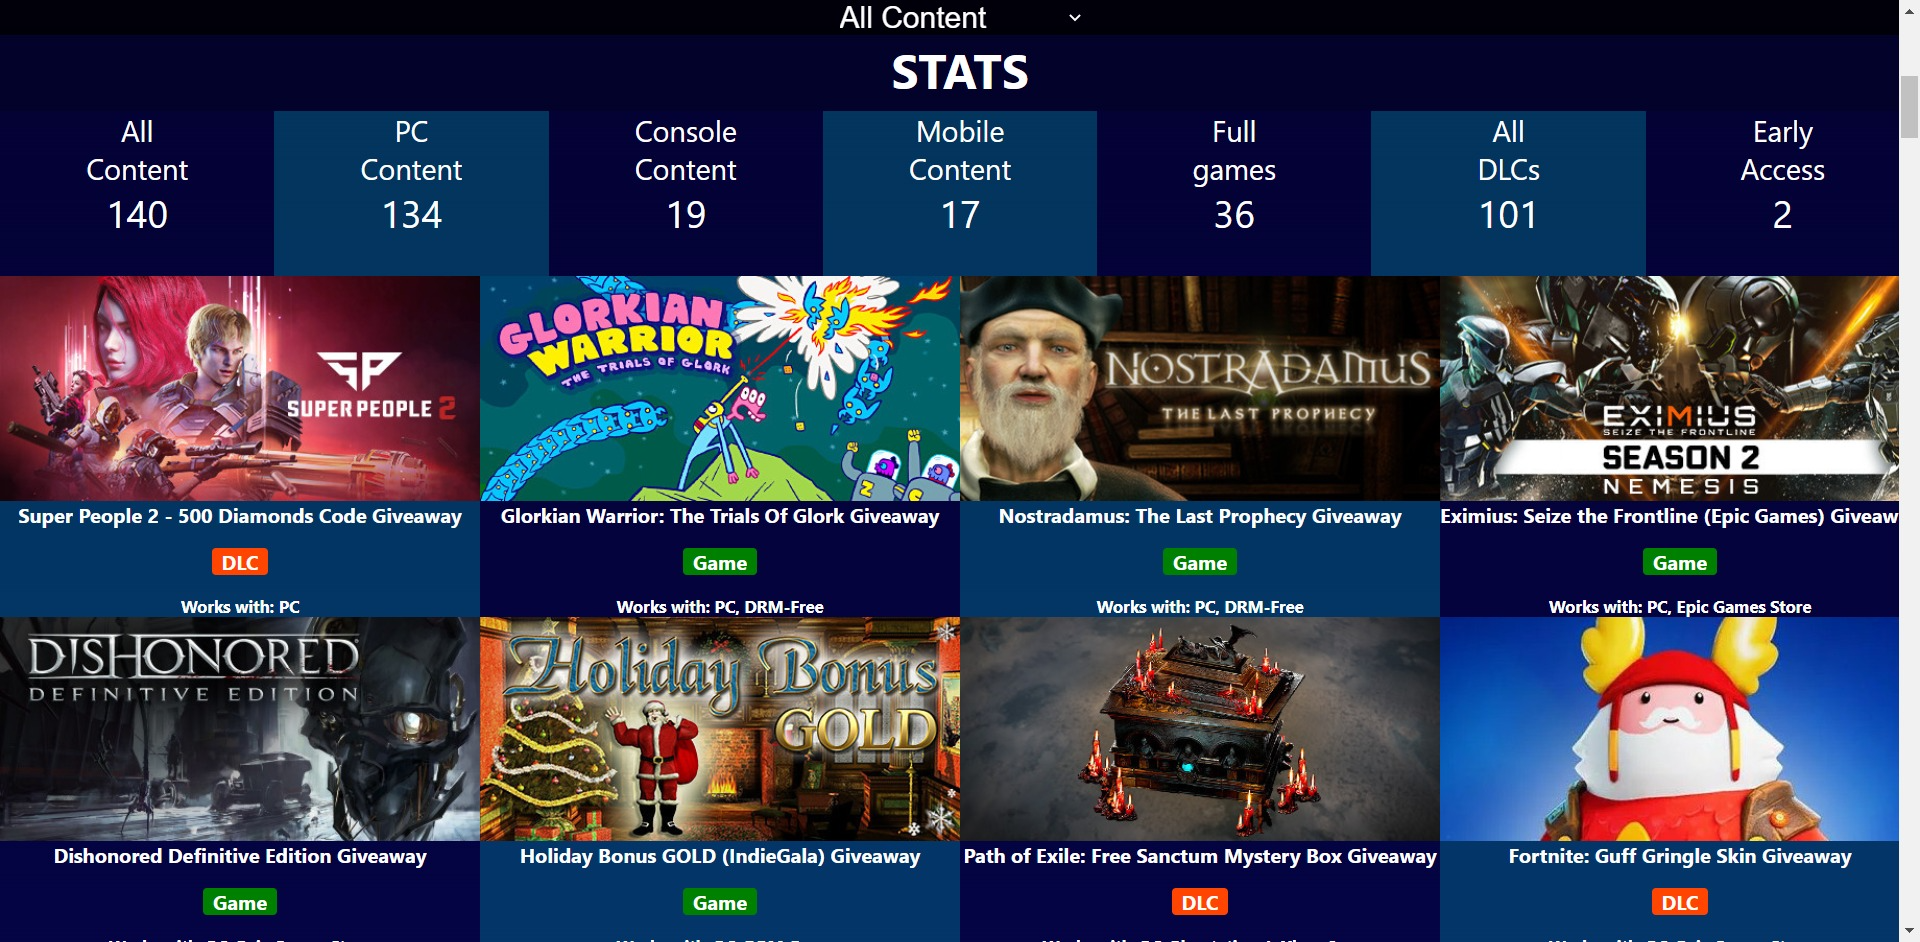 All Content
STATS
All
Content
140
PC
Content
134
Console
Content
19
Mobile
Content
17
Full
games
36
All
DLCs
101
Early
Access
2
SP
SUPER PEOPLE 2
GLORKIAN
WARRIOR
THE TRIALS OF GLORK
NOSTRADAMUS
THE LAST PROPHECY
EXIMIUS
SEIZE THE FRONTLINE
SEASON 2
NEMESIS
Super People 2 - 500 Diamonds Code Giveaway
DLC
Works with: PC
Glorkian Warrior: The Trials Of Glork Giveaway
Game
Works with: PC, DRM-Free
Nostradamus: The Last Prophecy Giveaway
Game
Works with: PC, DRM-Free
Eximius: Seize the Frontline (Epic Games) Giveaw
Game
Works with: PC, Epic Games Store
DISHONORED
DEFINITIVE EDITION
Holiday Bonus
GOLD
Dishonored Definitive Edition Giveaway
Game
Holiday Bonus GOLD (IndieGala) Giveaway
Game
Path of Exile: Free Sanctum Mystery Box Giveaway
DLC
Fortnite: Guff Gringle Skin Giveaway
DLC